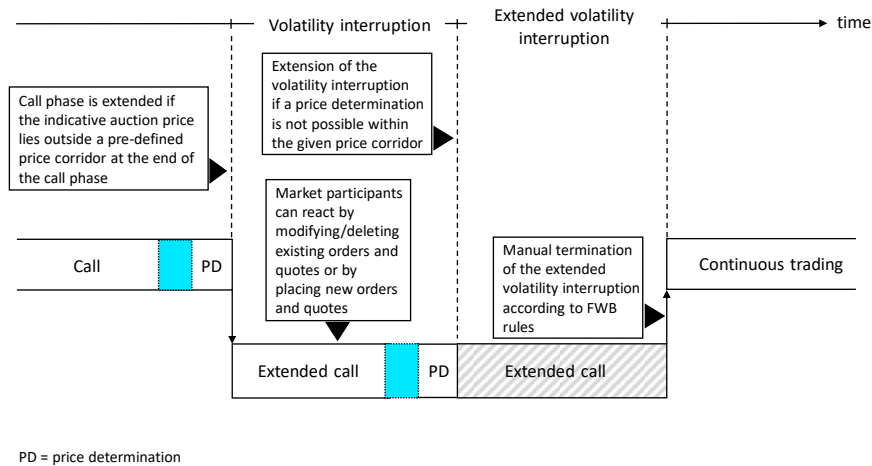 Volatility interruption
Extended volatility
interruption
time
Extension of the
volatility interruption
if a price determination
is not possible within
the given price corridor
Call phase is extended if
the indicative auction price
lies outside a pre-defined
price corridor at the end of
the call phase
Market participants
can react by
modifying/deleting
existing orders and
quotes or by
placing new orders
and quotes
Manual termination
of the extended
volatility interruption
according to FWB
rules
Call
PD
Continuous trading
Extended call
PD
Extended call
PD = price determination